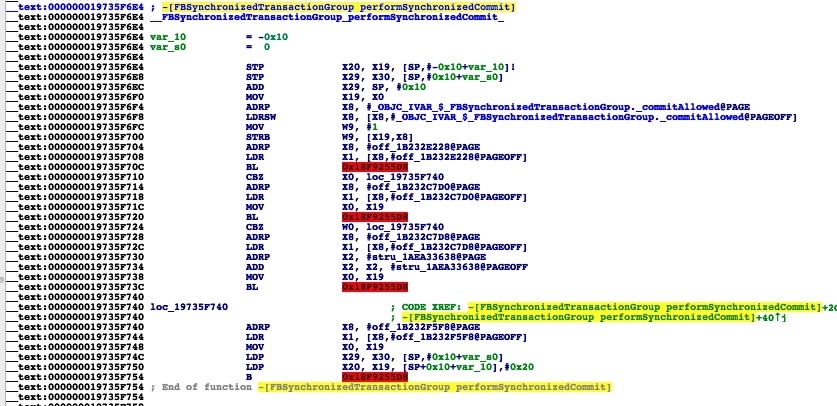 __text:000000019735F6E4 ; -[FBSynchronizedTransactionGroup performSynchronizedCommit]
__text:000000019735F6E4 __FBSynchronizedTransactionGroup_performSynchronizedCommit_
__text:000000019735F6E4
__text:000000019735F6E4 var_10 = -0x10
__text:000000019735F6E4 var_s0 = 0
__text:000000019735F6E4
__text:000000019735F6E4 STP X20, X19, [SP,#-0x10+var_10]!
__text:000000019735F6E8 STP X29, X30, [SP,#0x10+var_s0]
__text:000000019735F6EC ADD X29, SP, #0x10
__text:000000019735F6F0 MOV X19, X0
__text:000000019735F6F4 ADRP X8, #_OBJC_IVAR_$_FBSynchronizedTransactionGroup._commitAllowed@PAGE
__text:000000019735F6F8 LDRSW X8, [X8,#_OBJC_IVAR_$_FBSynchronizedTransactionGroup._commitAllowed@PAGEOFF]
__text:000000019735F6FC MOV W9, #1
__text:000000019735F700 STRB W9, [X19,X8]
__text:000000019735F704 ADRP X8, #off_1B232E228@PAGE
__text:000000019735F708 LDR X1, [X8,#off_1B232E228@PAGEOFF]
__text:000000019735F70C BL 0x18F9255D8
__text:000000019735F710 CBZ X0, loc_19735F740
__text:000000019735F714 ADRP X8, #off_1B232C7D0@PAGE
__text:000000019735F718 LDR X1, [X8,#off_1B232C7D0@PAGEOFF]
__text:000000019735F71C MOV X0, X19
__text:000000019735F720 BL 0x18F9255D8
__text:000000019735F724 CBZ W0, loc_19735F740
__text:000000019735F728 ADRP X8, #off_1B232C7D8@PAGE
__text:000000019735F72C LDR X1, [X8,#off_1B232C7D8@PAGEOFF]
__text:000000019735F730 ADRP X2, #stru_1AEA33638@PAGE
__text:000000019735F734 ADD X2, X2, #stru_1AEA33638@PAGEOFF
__text:000000019735F738 MOV X0, X19
__text:000000019735F73C BL 0x18F9255D8
__text:000000019735F740
__text:000000019735F740 loc_19735F740 ; CODE XREF: -[FBSynchronizedTransactionGroup performSynchronizedCommit]+2C
__text:000000019735F740 ; -[FBSynchronizedTransactionGroup performSynchronizedCommit]+40↑j
__text:000000019735F740 ADRP X8, #off_1B232F5F8@PAGE
__text:000000019735F744 LDR X1, [X8,#off_1B232F5F8@PAGEOFF]
__text:000000019735F748 MOV X0, X19
__text:000000019735F74C LDP X29, X30, [SP,#0x10+var_s0]
__text:000000019735F750 LDP X20, X19, [SP+0x10+var_10],#0x20
__text:000000019735F754 B 0x18F9255D8
__text:000000019735F754 ; End of function -[FBSynchronizedTransactionGroup performSynchronizedCommit]
__text:000000019735F754